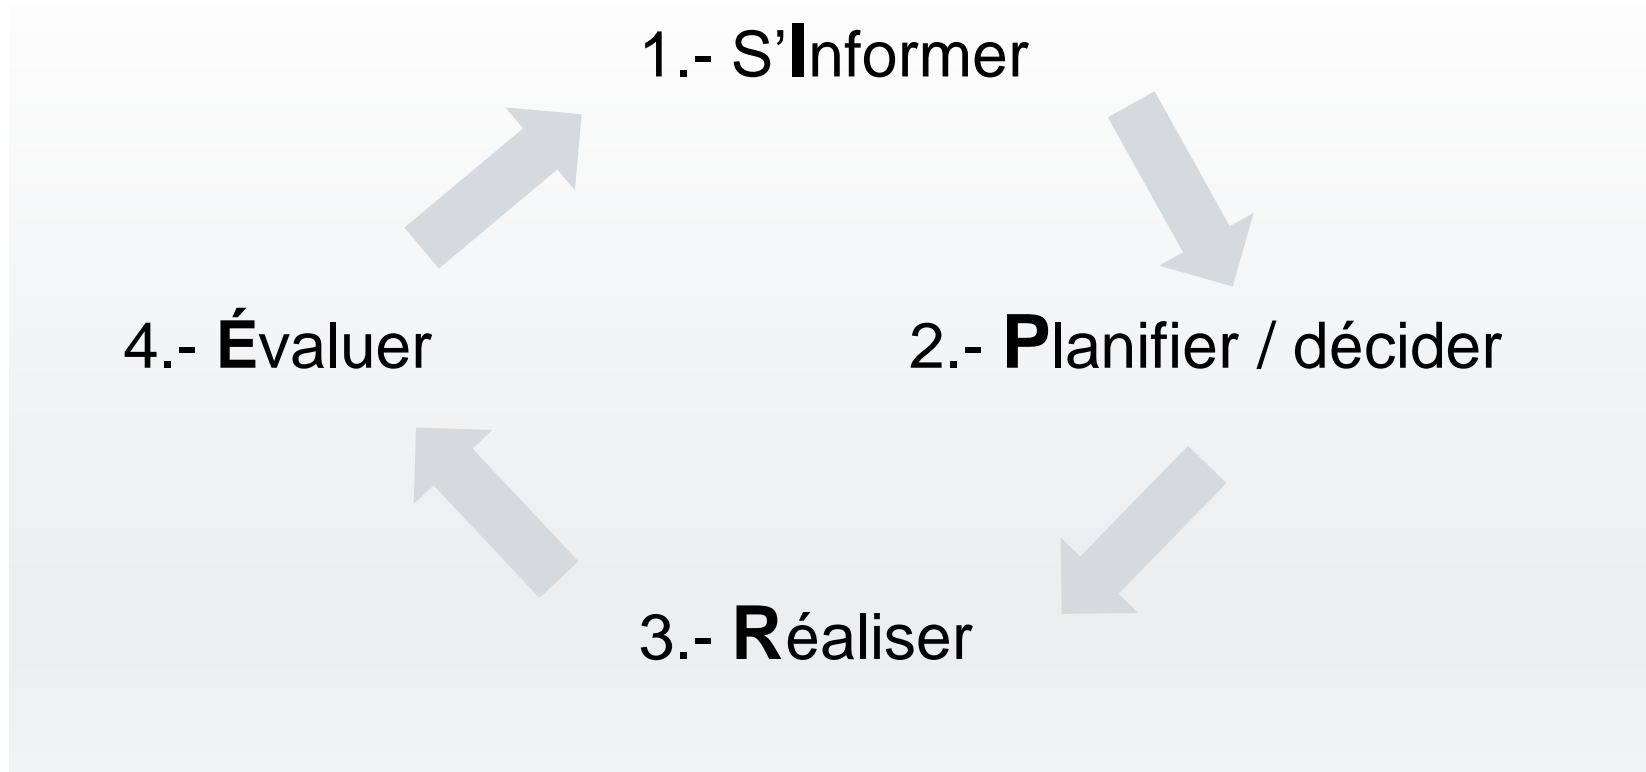 1.- S’Informer
4.- Évaluer
2.- Planifier / décider
3.- Réaliser